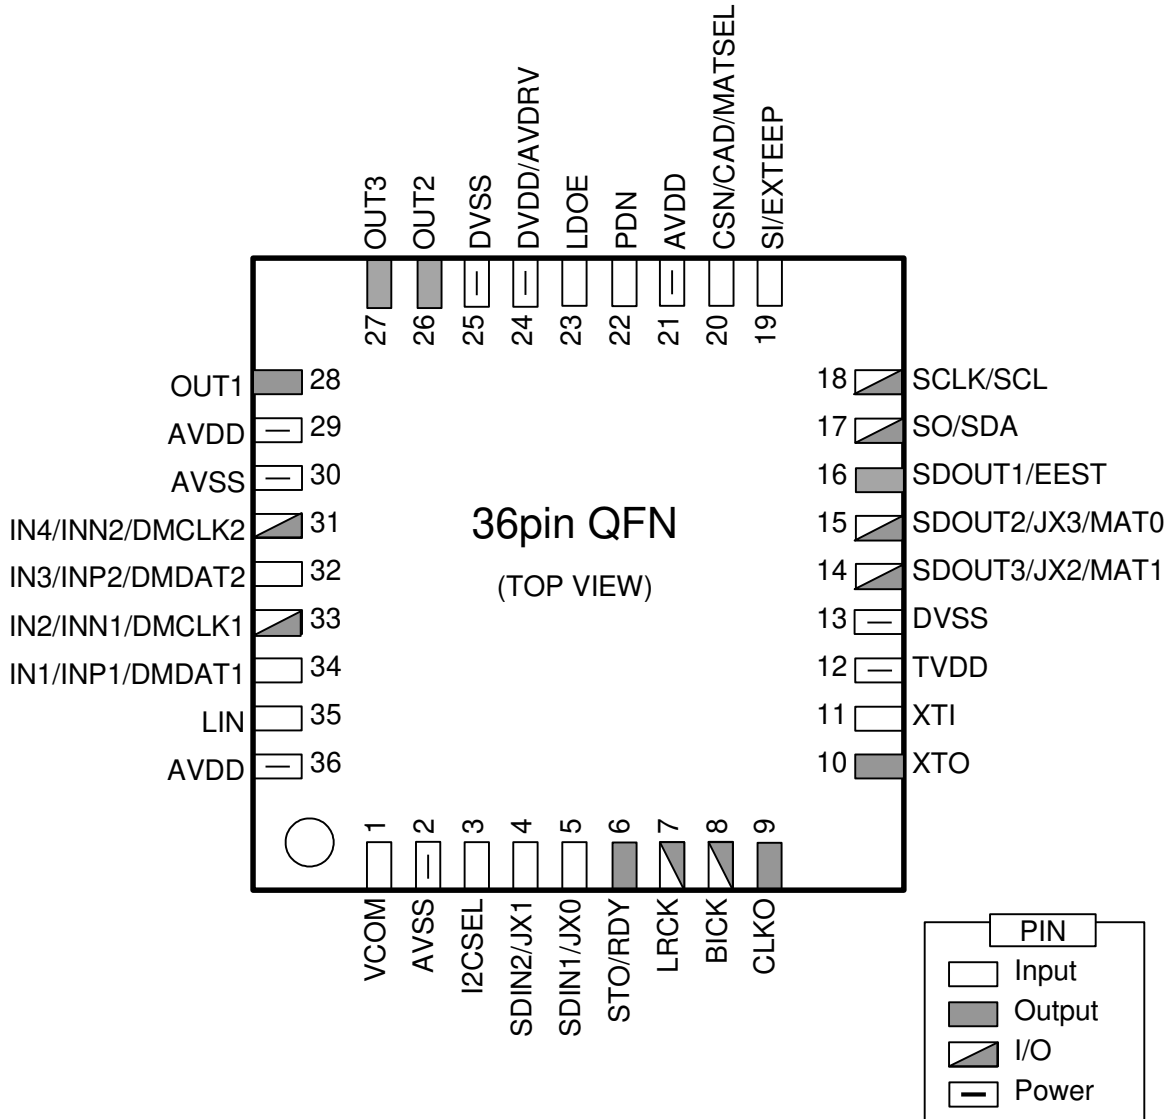 OUT3
OUT2
DVSS
DVDD/AVDRV
LDOE
PDN
AVDD
CSN/CAD/MATSEL
SI/EXTEEP
27
26
25
24
23
22
21
20
19
OUT1 28
AVDD 29
AVSS 30
IN4/INN2/DMCLK2 31
IN3/INP2/DMDAT2 32
IN2/INN1/DMCLK1 33
IN1/INP1/DMDAT1 34
LIN 35
AVDD 36
36pin QFN
(TOP VIEW)
18 SCLK/SCL
17 SO/SDA
16 SDOUT1/EEST
15 SDOUT2/JX3/MAT0
14 SDOUT3/JX2/MAT1
13 DVSS
12 TVDD
11 XTI
10 XTO
1
2
3
4
5
6
7
8
9
VCOM
AVSS
I2CSEL
SDIN2/JX1
SDIN1/JX0
STO/RDY
LRCK
BICK
CLKO
PIN
Input
Output
I/O
Power